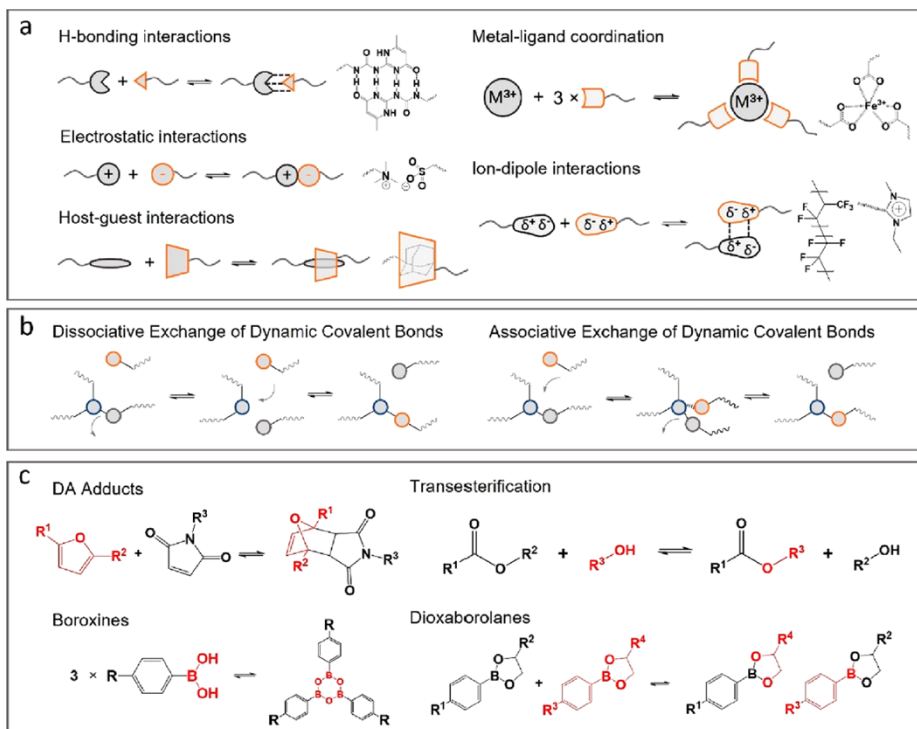 a
H-bonding interactions
+
Electrostatic interactions
+ + - + -
Host-guest interactions
+
Metal-ligand coordination
M3+ + 3 × M3+
Fe3+
Ion-dipole interactions
δ+ δ- + δ- δ+
δ- δ+
δ+ δ-
CF3
b
Dissociative Exchange of Dynamic Covalent Bonds
Associative Exchange of Dynamic Covalent Bonds
c
DA Adducts
R1 O R2 + O N R3 O
O R1 R2 O N R3 O
Transesterification
R1 O O R2 + R3 OH
R1 O O R3 + R2 OH
Boroxines
3 × R B OH OH
R B O B O B O R R
Dioxaborolanes
R1 B O O R2 + R3 B O O R4
R1 B O O R4 R3 B O O R2